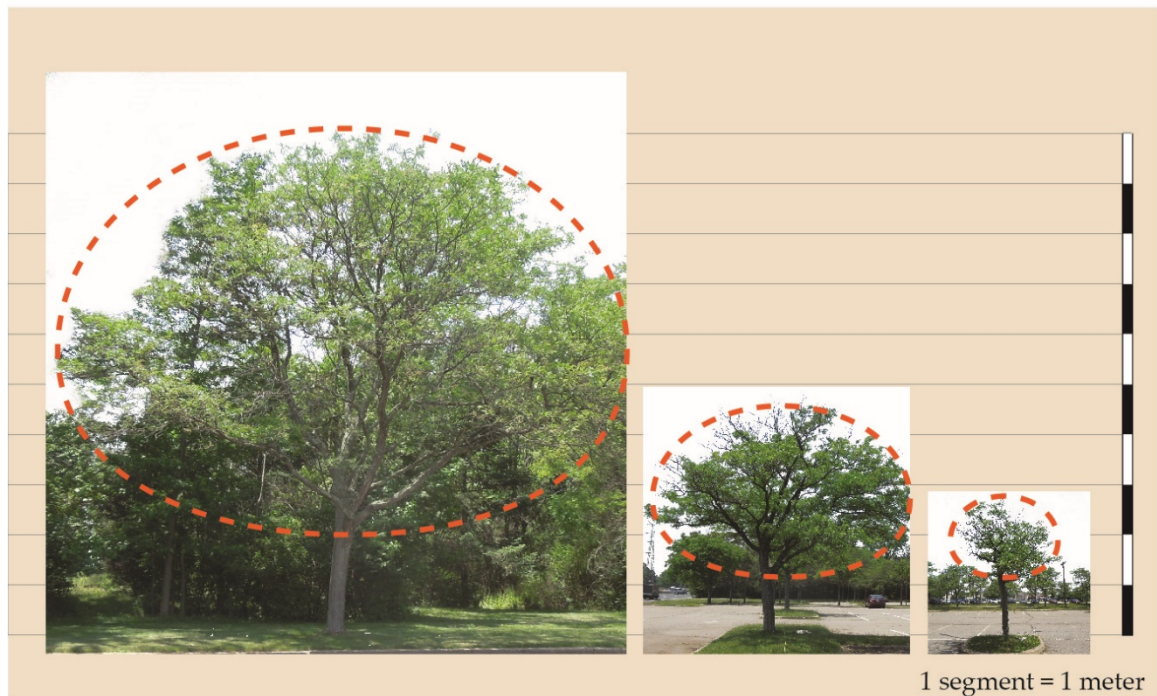 1 segment = 1 meter